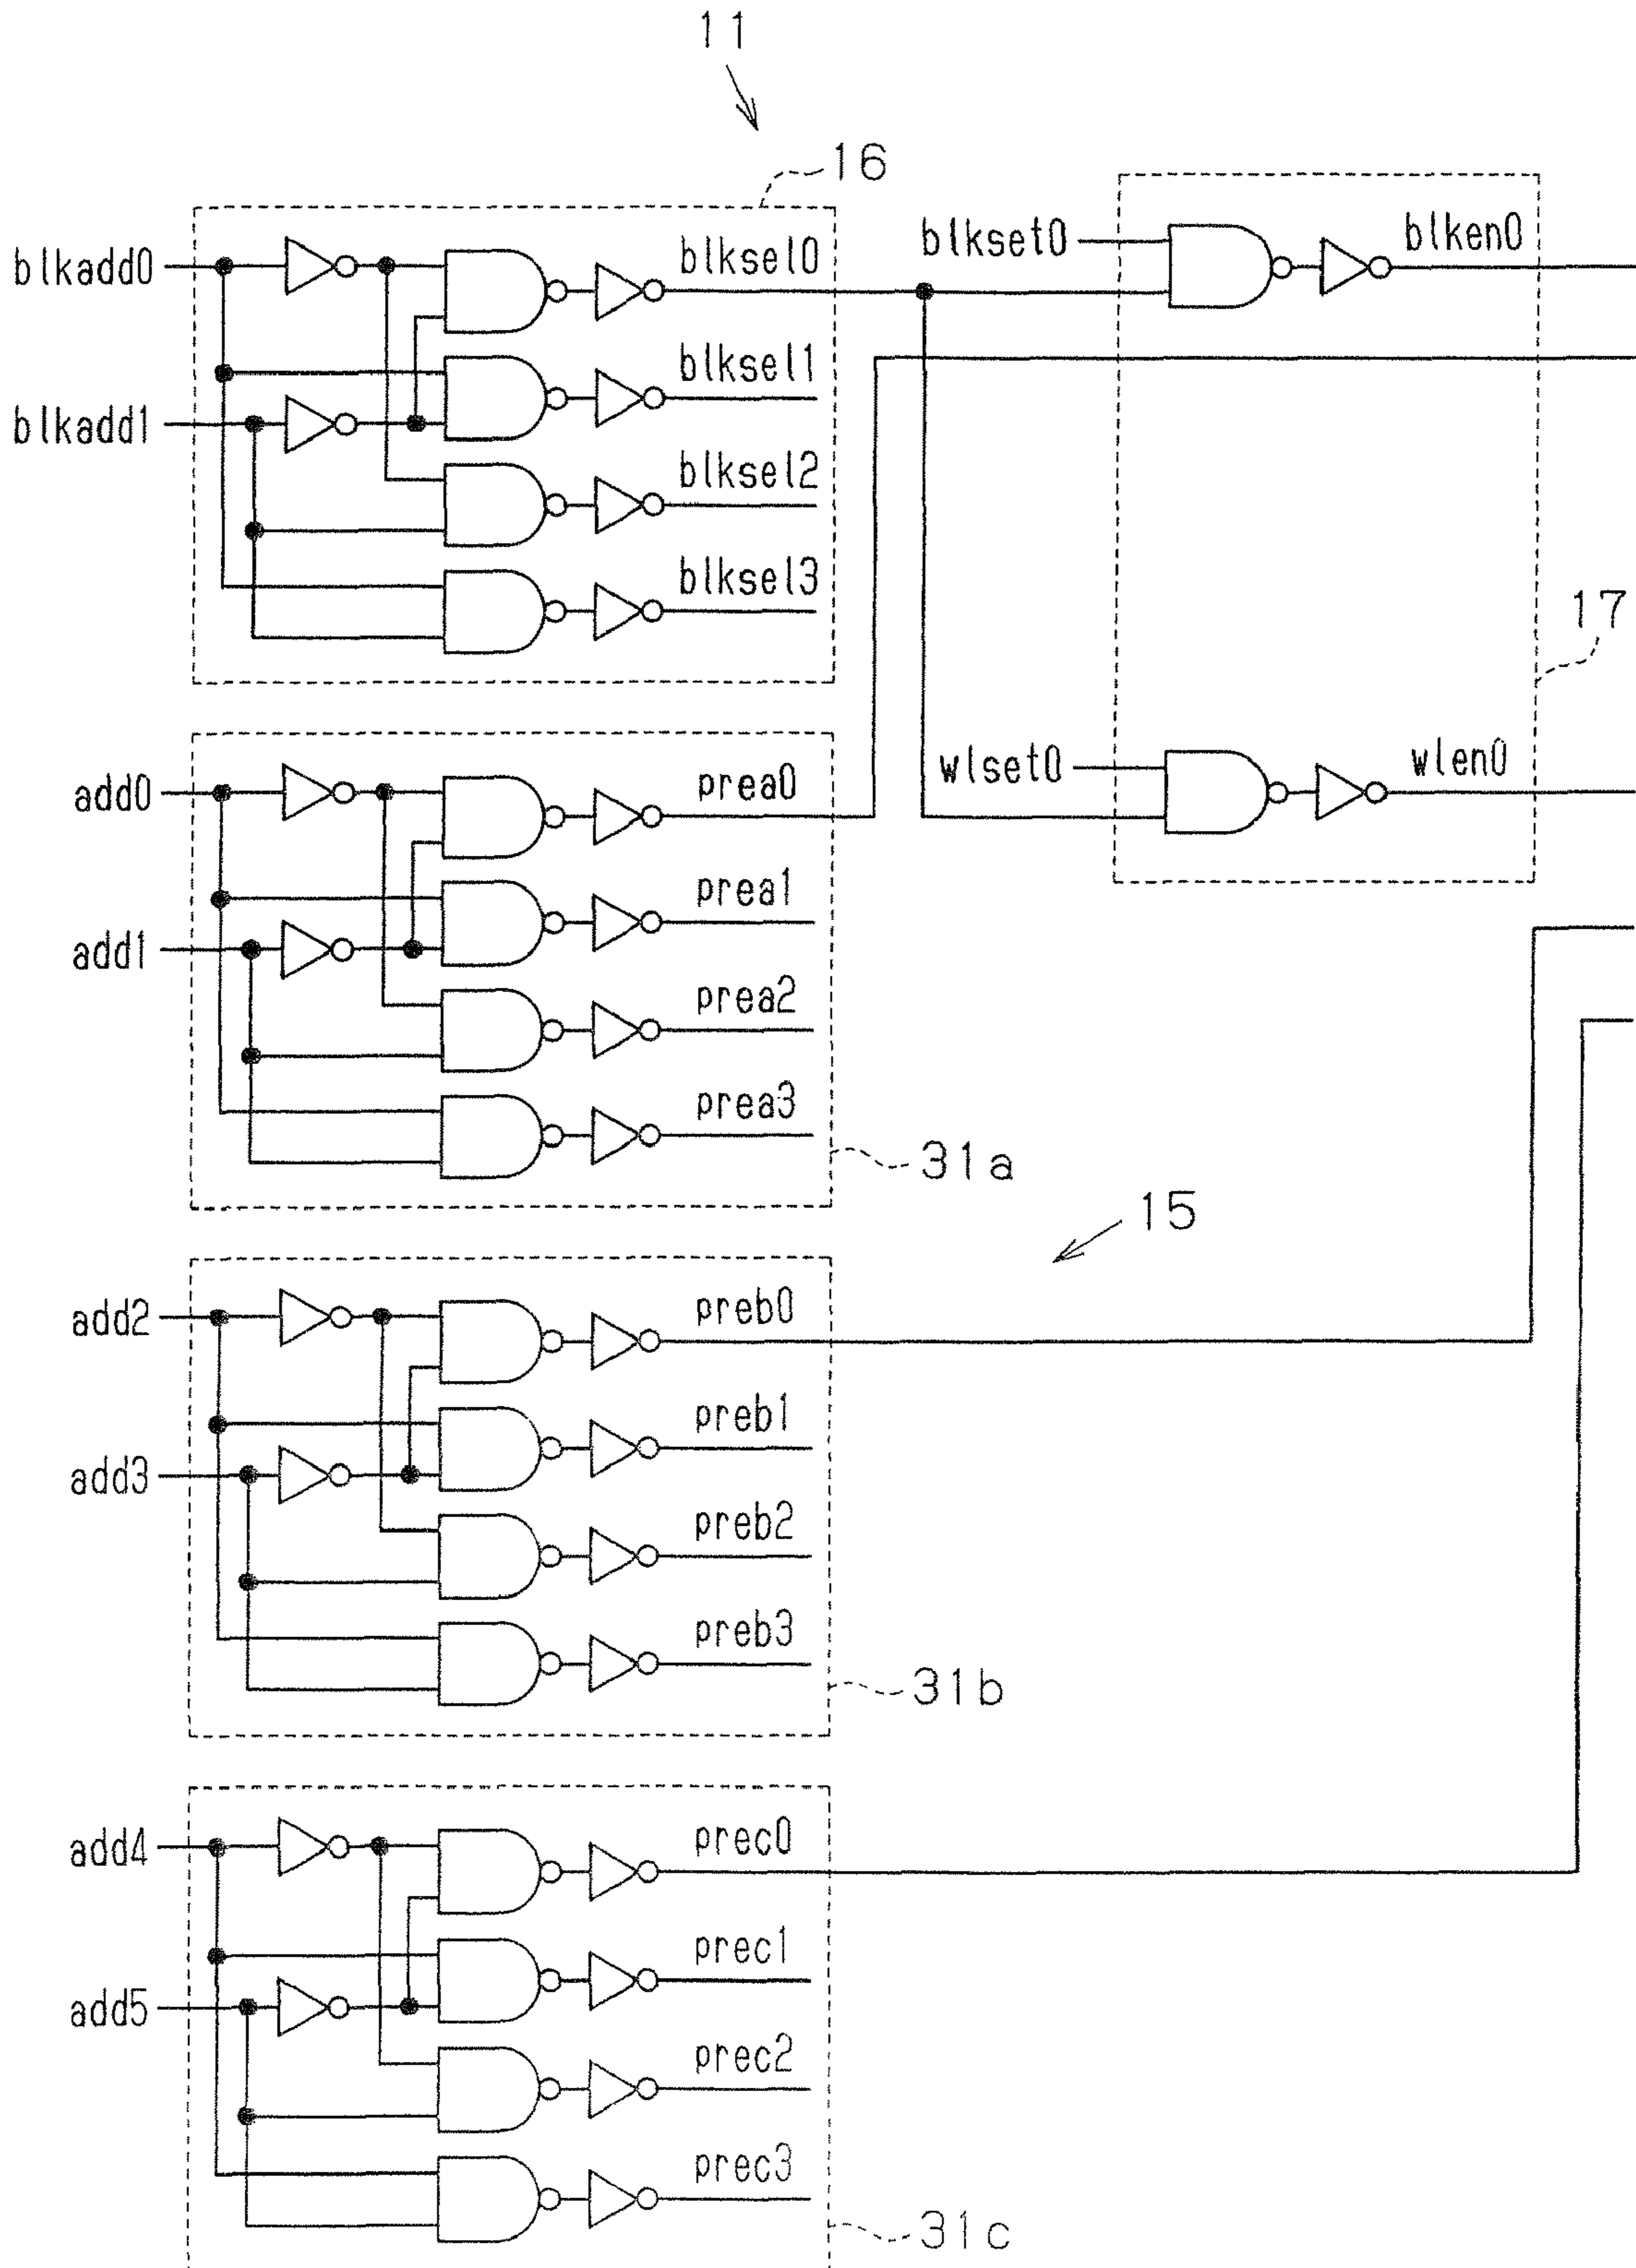 11
16
blkadd0
blksel0
blkset0
blken0
blksel1
blkadd1
blksel2
blksel3
17
add0
prea0
wlset0
wlen0
prea1
add1
prea2
prea3
31a
15
add2
preb0
preb1
add3
preb2
preb3
31b
add4
prec0
prec1
add5
prec2
prec3
31c